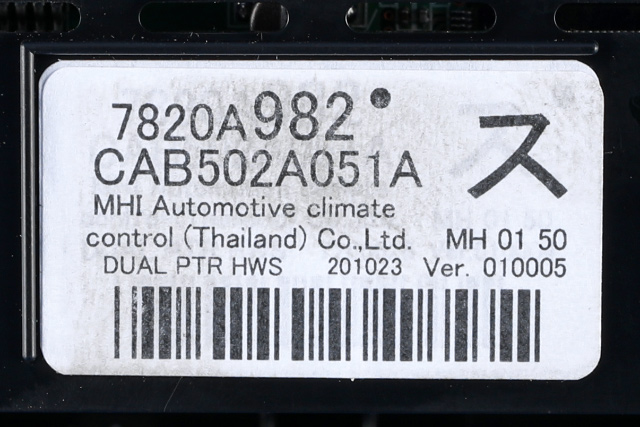 7820A982●
CAB502A051A
ス
MHI Automotive climate
control (Thailand) Co.,Ltd. MH 01 50
DUAL PTR HWS 201023 Ver. 010005